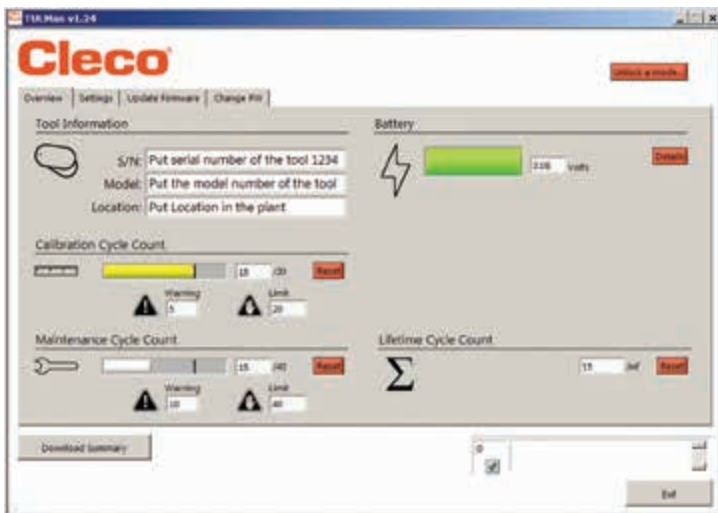 TULMan v1.24
Cleco
Unlock a mode...
Overview Settings Update Firmware Change PIN
Tool Information
S/N: Put serial number of the tool 1234
Model: Put the model number of the tool
Location: Put Location in the plant
Battery
volts
Details
Calibration Cycle Count
15 /20 Reset
Warning Limit
5 20
Maintenance Cycle Count
15 /40 Reset
Warning Limit
10 40
Lifetime Cycle Count
15 /inf Reset
Download Summary
0
Exit